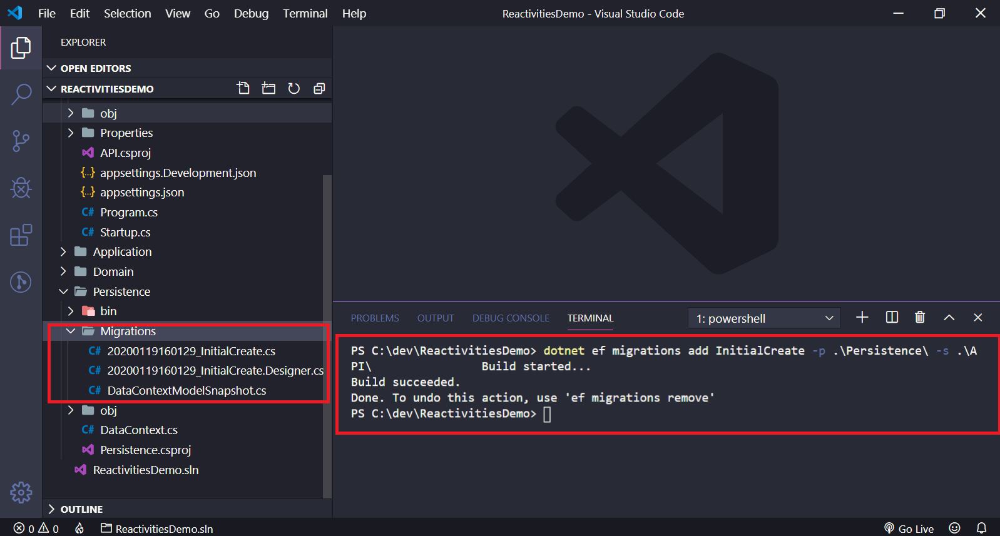 File Edit Selection View Go Debug Terminal Help
ReactivitiesDemo - Visual Studio Code
EXPLORER
OPEN EDITORS
REACTIVITIESDEMO
obj
Properties
API.csproj
{..} appsettings.Development.json
{..} appsettings.json
C# Program.cs
C# Startup.cs
Application
Domain
Persistence
bin
Migrations
C# 20200119160129_InitialCreate.cs
C# 20200119160129_InitialCreate.Designer.cs
C# DataContextModelSnapshot.cs
obj
C# DataContext.cs
Persistence.csproj
ReactivitiesDemo.sln
OUTLINE
PROBLEMS OUTPUT DEBUG CONSOLE TERMINAL
1: powershell
PS C:\dev\ReactivitiesDemo> dotnet ef migrations add InitialCreate -p .\Persistence\ -s .\A
PI\ Build started...
Build succeeded.
Done. To undo this action, use 'ef migrations remove'
PS C:\dev\ReactivitiesDemo>
0 0 ReactivitiesDemo.sln
Go Live